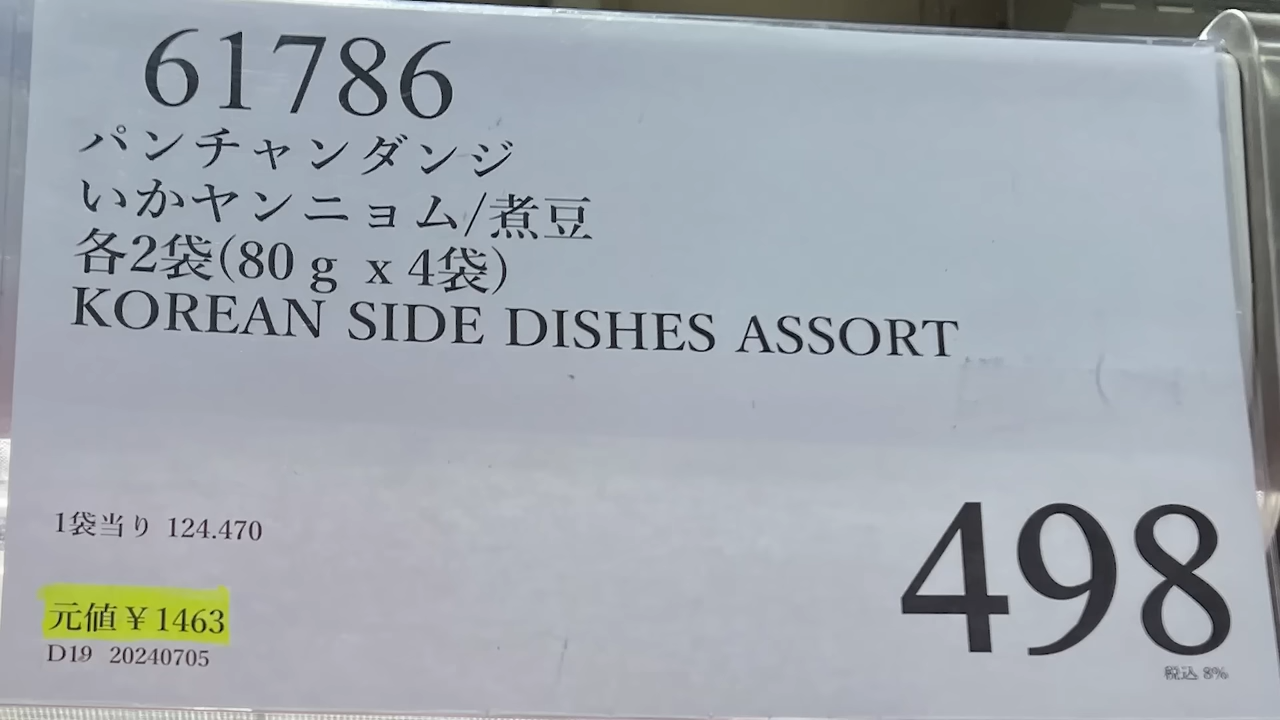 61786
パンチャンダンジ
いかヤンニョム/煮豆
各2袋(80ｇ x 4袋)
KOREAN SIDE DISHES ASSORT
1袋当り 124.470
498
元値￥1463
税込 8%
D19 20240705